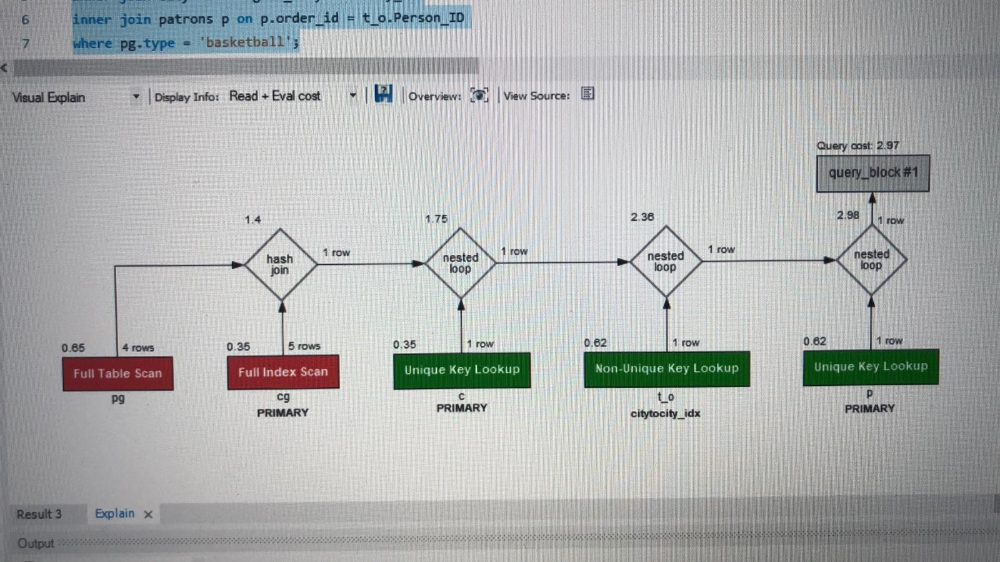 6 inner join patrons p on p.order_id = t_o.Person_ID
7 where pg.type = 'basketball';
Visual Explain Display Info: Read + Eval cost Overview: View Source:
Query cost: 2.97
query_block #1
2.98 1 row
1.4 1.75 2.36
hash join 1 row
nested loop 1 row
nested loop 1 row
nested loop
0.65 4 rows
Full Table Scan
pg
0.35 5 rows
Full Index Scan
cg
PRIMARY
0.35 1 row
Unique Key Lookup
c
PRIMARY
0.62 1 row
Non-Unique Key Lookup
t_o
citytocity_idx
0.62 1 row
Unique Key Lookup
p
PRIMARY
Result 3 Explain
Output